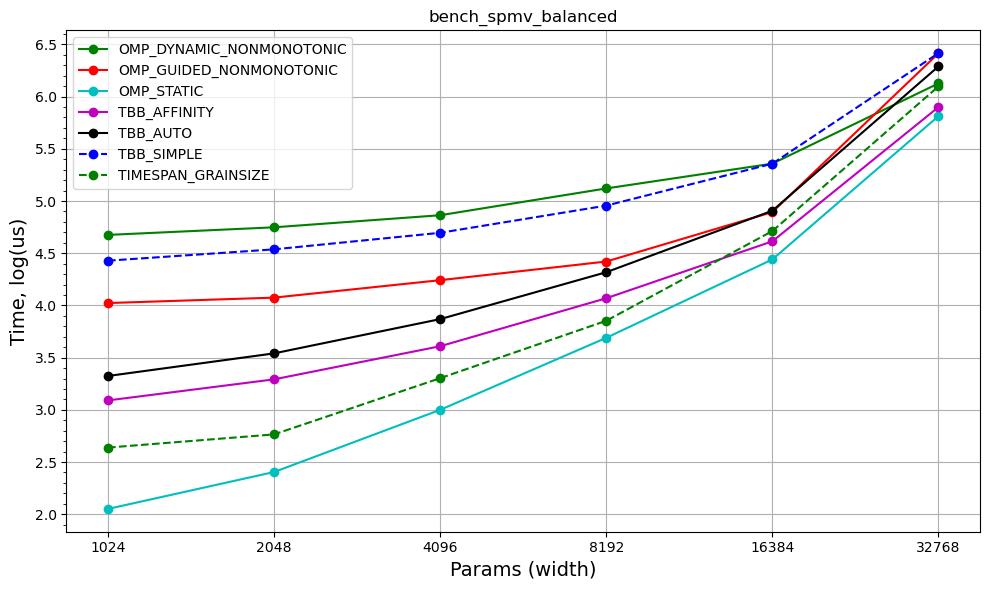 bench_spmv_balanced
OMP_DYNAMIC_NONMONOTONIC
OMP_GUIDED_NONMONOTONIC
OMP_STATIC
TBB_AFFINITY
TBB_AUTO
TBB_SIMPLE
TIMESPAN_GRAINSIZE
Time, log(us)
6.5
6.0
5.5
5.0
4.5
4.0
3.5
3.0
2.5
2.0
1024 2048 4096 8192 16384 32768
Params (width)